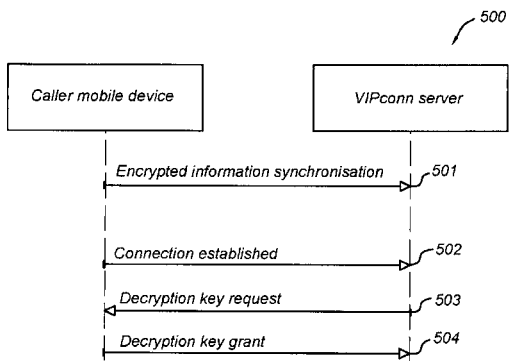 500
Caller mobile device
VIPconn server
Encrypted information synchronisation
501
Connection established
502
Decryption key request
503
Decryption key grant
504